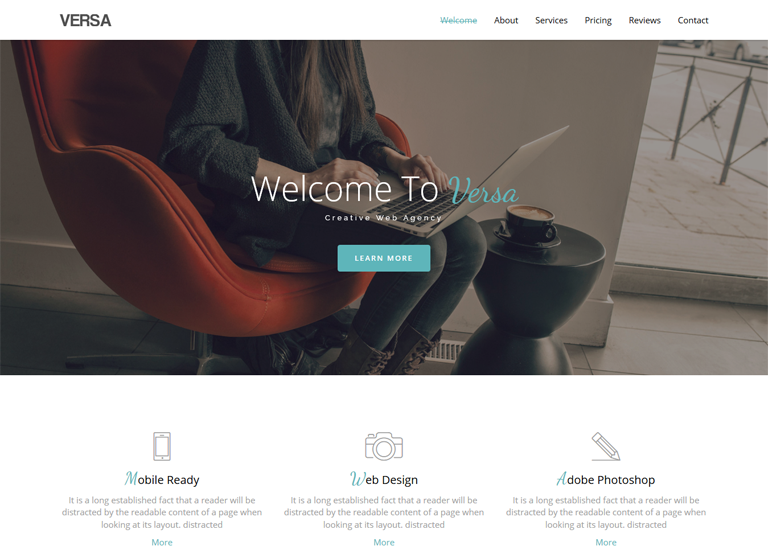 VERSA
Welcome About Services Pricing Reviews Contact
Welcome To Versa
Creative Web Agency
LEARN MORE
Mobile Ready
It is a long established fact that a reader will be
distracted by the readable content of a page when
looking at its layout. distracted
More
Web Design
It is a long established fact that a reader will be
distracted by the readable content of a page when
looking at its layout. distracted
More
Adobe Photoshop
It is a long established fact that a reader will be
distracted by the readable content of a page when
looking at its layout. distracted
More